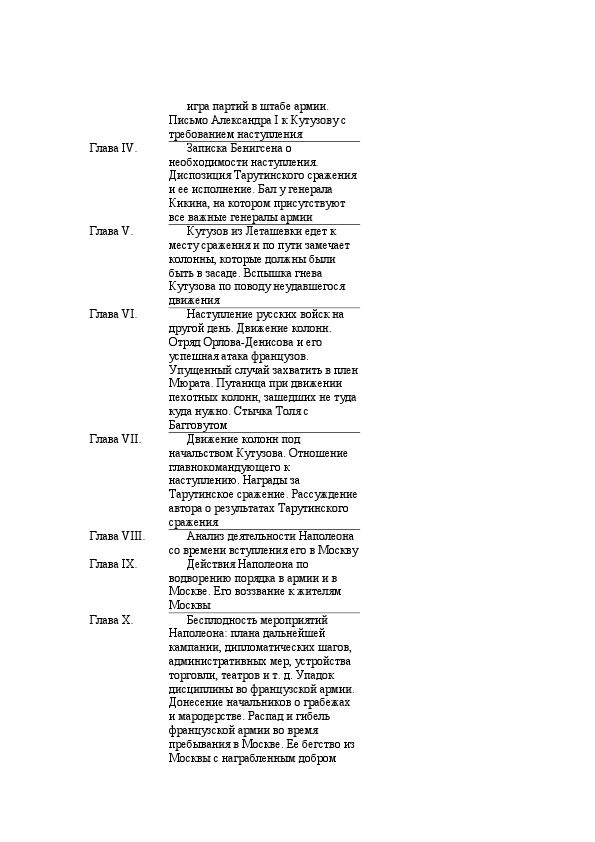 игра партий в штабе армии.
Письмо Александра I к Кутузову с
требованием наступления
Глава IV. Записка Бенигсена о
необходимости наступления.
Диспозиция Тарутинского сражения
и ее исполнение. Бал у генерала
Кикина, на котором присутствуют
все важные генералы армии
Глава V. Кутузов из Леташевки едет к
месту сражения и по пути замечает
колонны, которые должны были
быть в засаде. Вспышка гнева
Кутузова по поводу неудавшегося
движения
Глава VI. Наступление русских войск на
другой день. Движение колонн.
Отряд Орлова-Денисова и его
успешная атака французов.
Упущенный случай захватить в плен
Мюрата. Путаница при движении
пехотных колонн, зашедших не туда
куда нужно. Стычка Толя с
Багговутом
Глава VII. Движение колонн под
начальством Кутузова. Отношение
главнокомандующего к
наступлению. Награды за
Тарутинское сражение. Рассуждение
автора о результатах Тарутинского
сражения
Глава VIII. Анализ деятельности Наполеона
со времени вступления его в Москву
Глава IX. Действия Наполеона по
водворению порядка в армии и в
Москве. Его воззвание к жителям
Москвы
Глава X. Бесплодность мероприятий
Наполеона: плана дальнейшей
кампании, дипломатических шагов,
административных мер, устройства
торговли, театров и т. д. Упадок
дисциплины во французской армии.
Донесение начальников о грабежах
и мародерстве. Распад и гибель
французской армии во время
пребывания в Москве. Ее бегство из
Москвы с награбленным добром